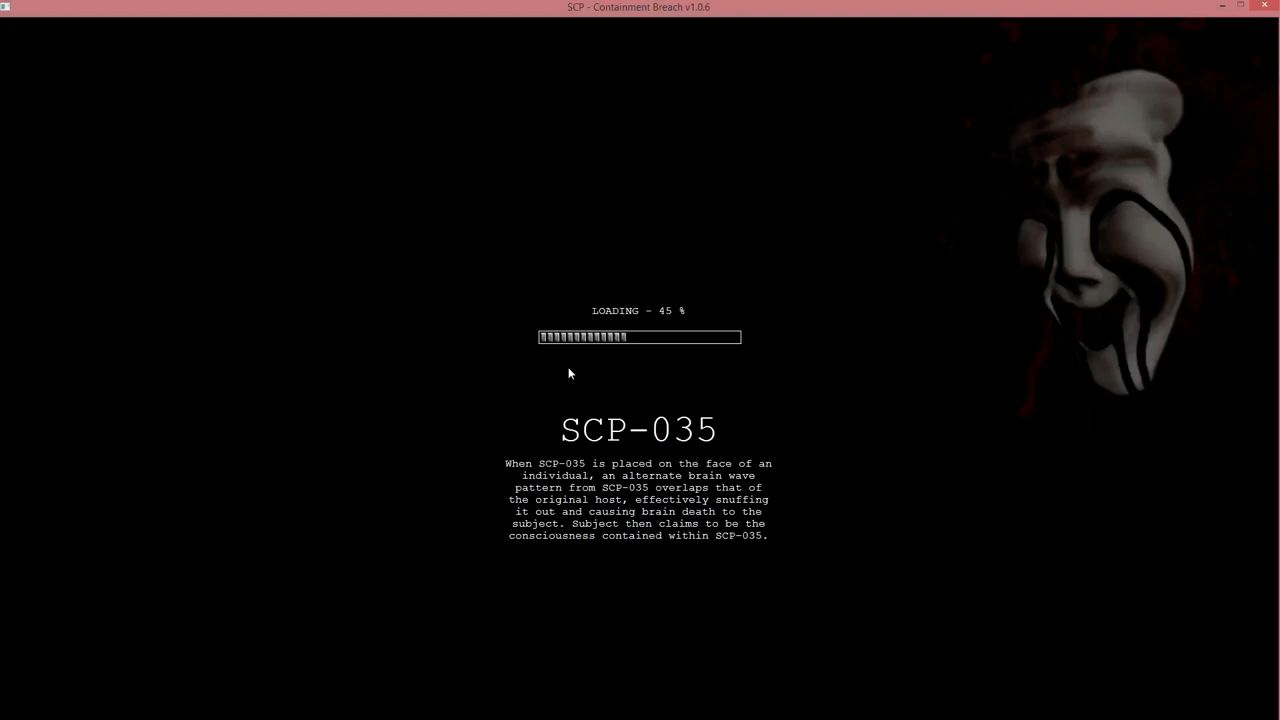 SCP - Containment Breach v1.0.6
LOADING - 45 %
SCP-035
When SCP-035 is placed on the face of an
individual, an alternate brain wave
pattern from SCP-035 overlaps that of
the original host, effectively snuffing
it out and causing brain death to the
subject. Subject then claims to be the
consciousness contained within SCP-035.